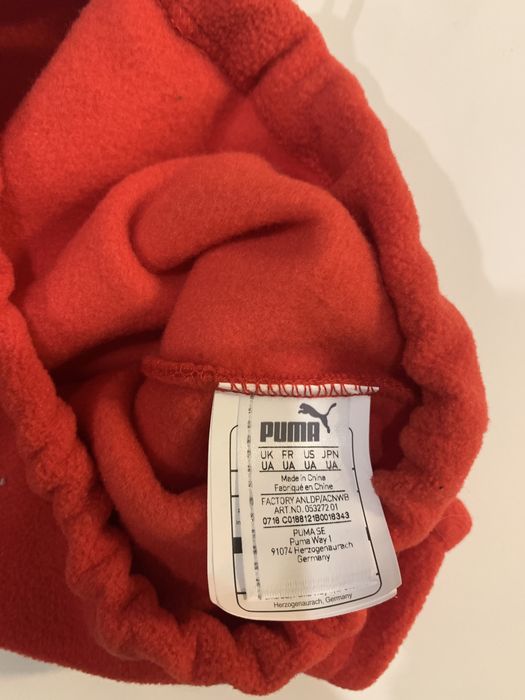 PUMA
UK FR US JPN
UA UA UA UA
Made in China
Fabriqué en Chine
FACTORY ANLDP/ACNWB
ART.NO. 053272 01
0718 C0188121B0018343
PUMA SE
Puma Way 1
91074 Herzogenaurach
Germany
Herzogenaurach, Germany